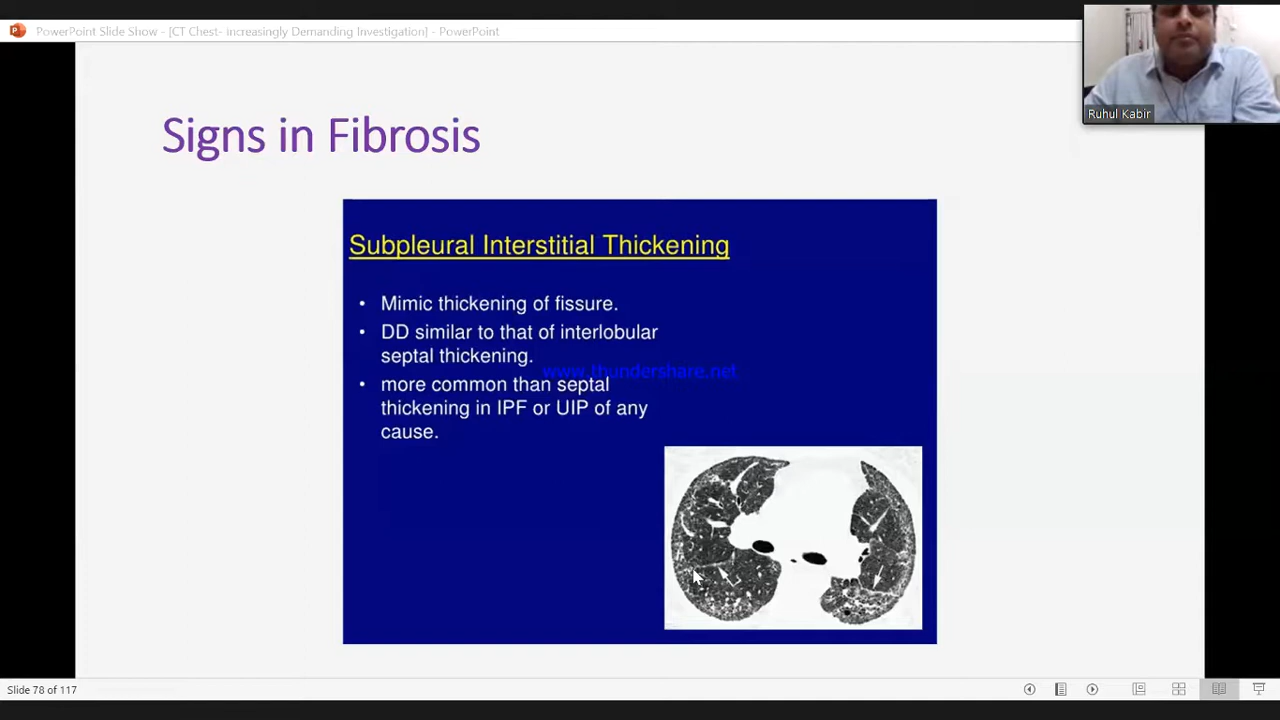 PowerPoint Slide Show - [CT Chest- increasingly Demanding Investigation] - PowerPoint
Ruhul Kabir
Signs in Fibrosis
Subpleural Interstitial Thickening
• Mimic thickening of fissure.
• DD similar to that of interlobular
septal thickening.
www.thundershare.net
• more common than septal
thickening in IPF or UIP of any
cause.
Slide 78 of 117